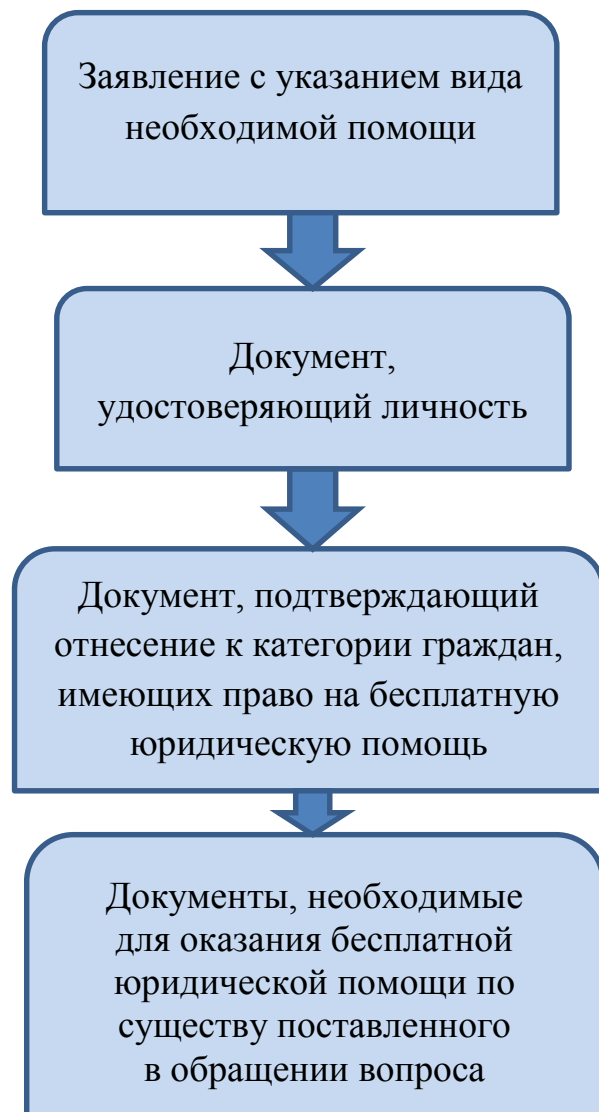 Заявление с указанием вида
необходимой помощи
Документ,
удостоверяющий личность
Документ, подтверждающий
отнесение к категории граждан,
имеющих право на бесплатную
юридическую помощь
Документы, необходимые
для оказания бесплатной
юридической помощи по
существу поставленного
в обращении вопроса